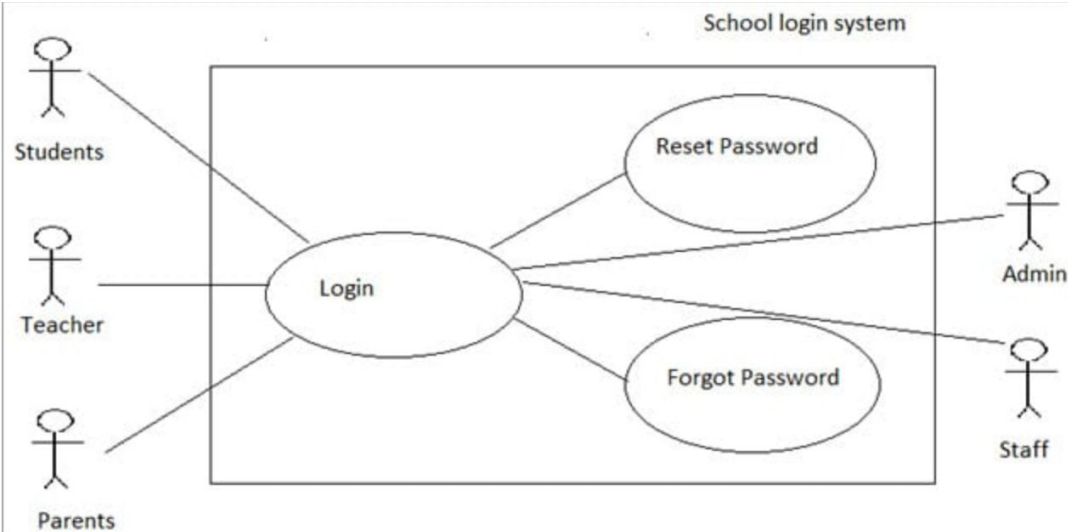 School login system
Students
Reset Password
Admin
Login
Teacher
Forgot Password
Staff
Parents